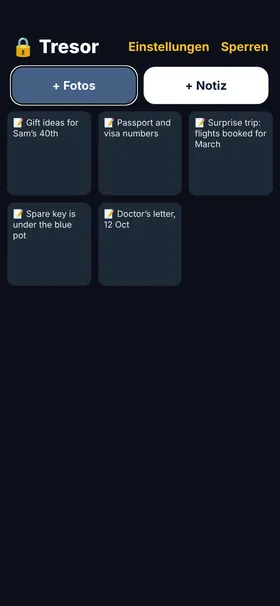 🔒 Tresor
Einstellungen
Sperren
+ Fotos
+ Notiz
📝 Gift ideas for
Sam's 40th
📝 Passport and
visa numbers
📝 Surprise trip:
flights booked for
March
📝 Spare key is
under the blue
pot
📝 Doctor's letter,
12 Oct